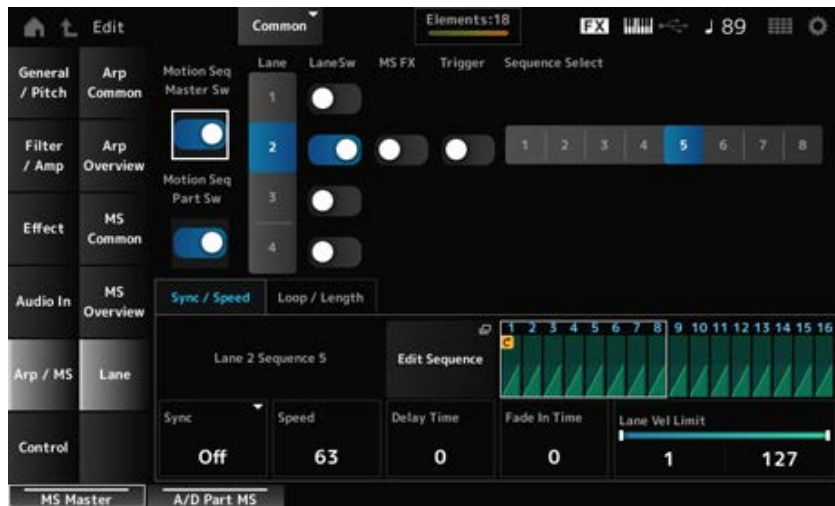 Edit
Common
Elements:18
FX
♩ 89
General / Pitch
Filter / Amp
Effect
Audio In
Arp / MS
Control
Arp Common
Arp Overview
MS Common
MS Overview
Lane
Motion Seq Master Sw
Motion Seq Part Sw
Lane
LaneSw
MS FX
Trigger
Sequence Select
1
2
1 2 3 4 5 6 7 8
3
4
Sync / Speed
Loop / Length
Lane 2 Sequence 5
Edit Sequence
1 2 3 4 5 6 7 8 9 10 11 12 13 14 15 16
C
Sync
Off
Speed
63
Delay Time
0
Fade In Time
0
Lane Vel Limit
1 127
MS Master
A/D Part MS